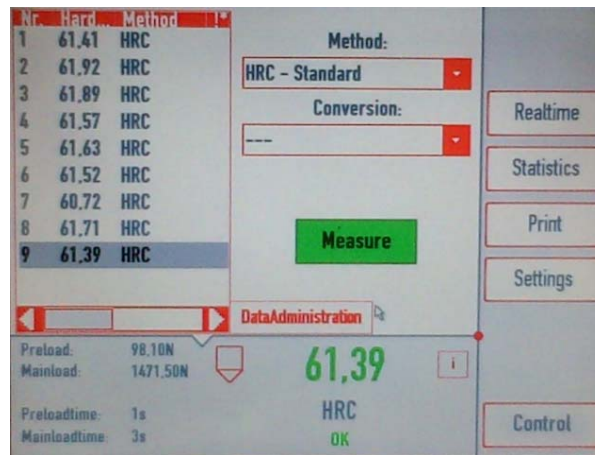 Nr. Hard... Method
1 61,41 HRC
2 61,92 HRC
3 61,89 HRC
4 61,57 HRC
5 61,63 HRC
6 61,52 HRC
7 60,72 HRC
8 61,71 HRC
9 61,39 HRC
Method:
HRC - Standard
Conversion:
---
Measure
DataAdministration
Realtime
Statistics
Print
Settings
Preload: 98,10N
Mainload: 1471,50N
Preloadtime: 1s
Mainloadtime: 3s
61,39
i
HRC
OK
Control